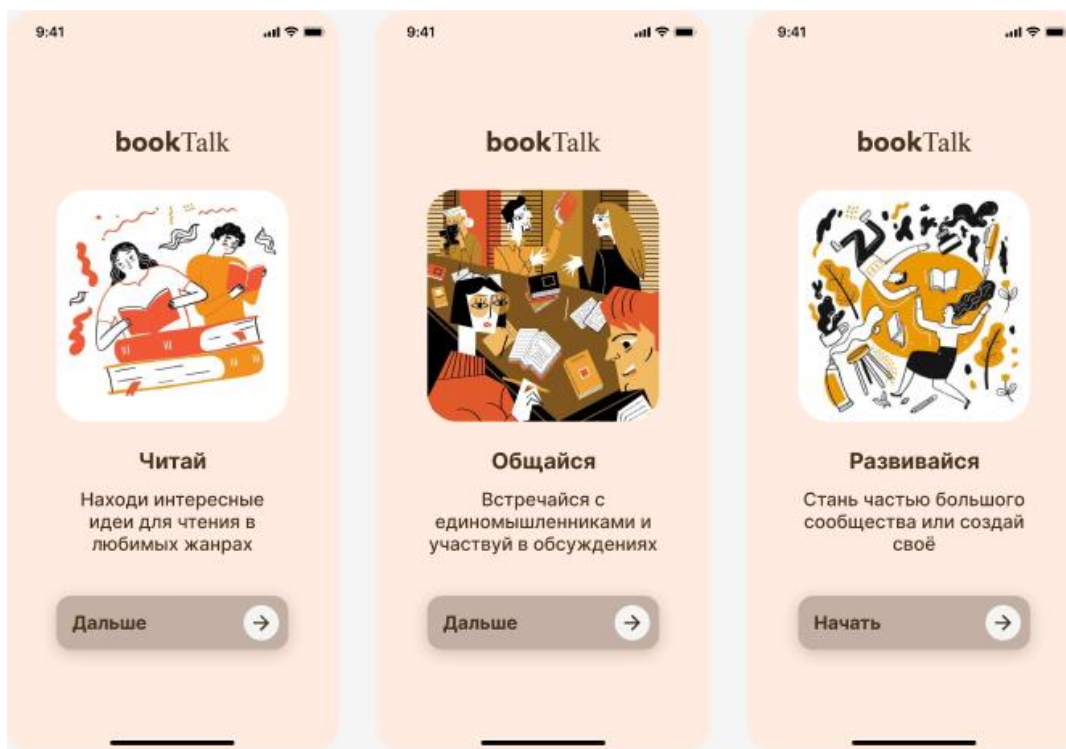 9:41
bookTalk
Читай
Находи интересные
идеи для чтения в
любимых жанрах
Дальше
9:41
bookTalk
Общайся
Встречайся с
единомышленниками и
участвуй в обсуждениях
Дальше
9:41
bookTalk
Развивайся
Стань частью большого
сообщества или создай
своё
Начать